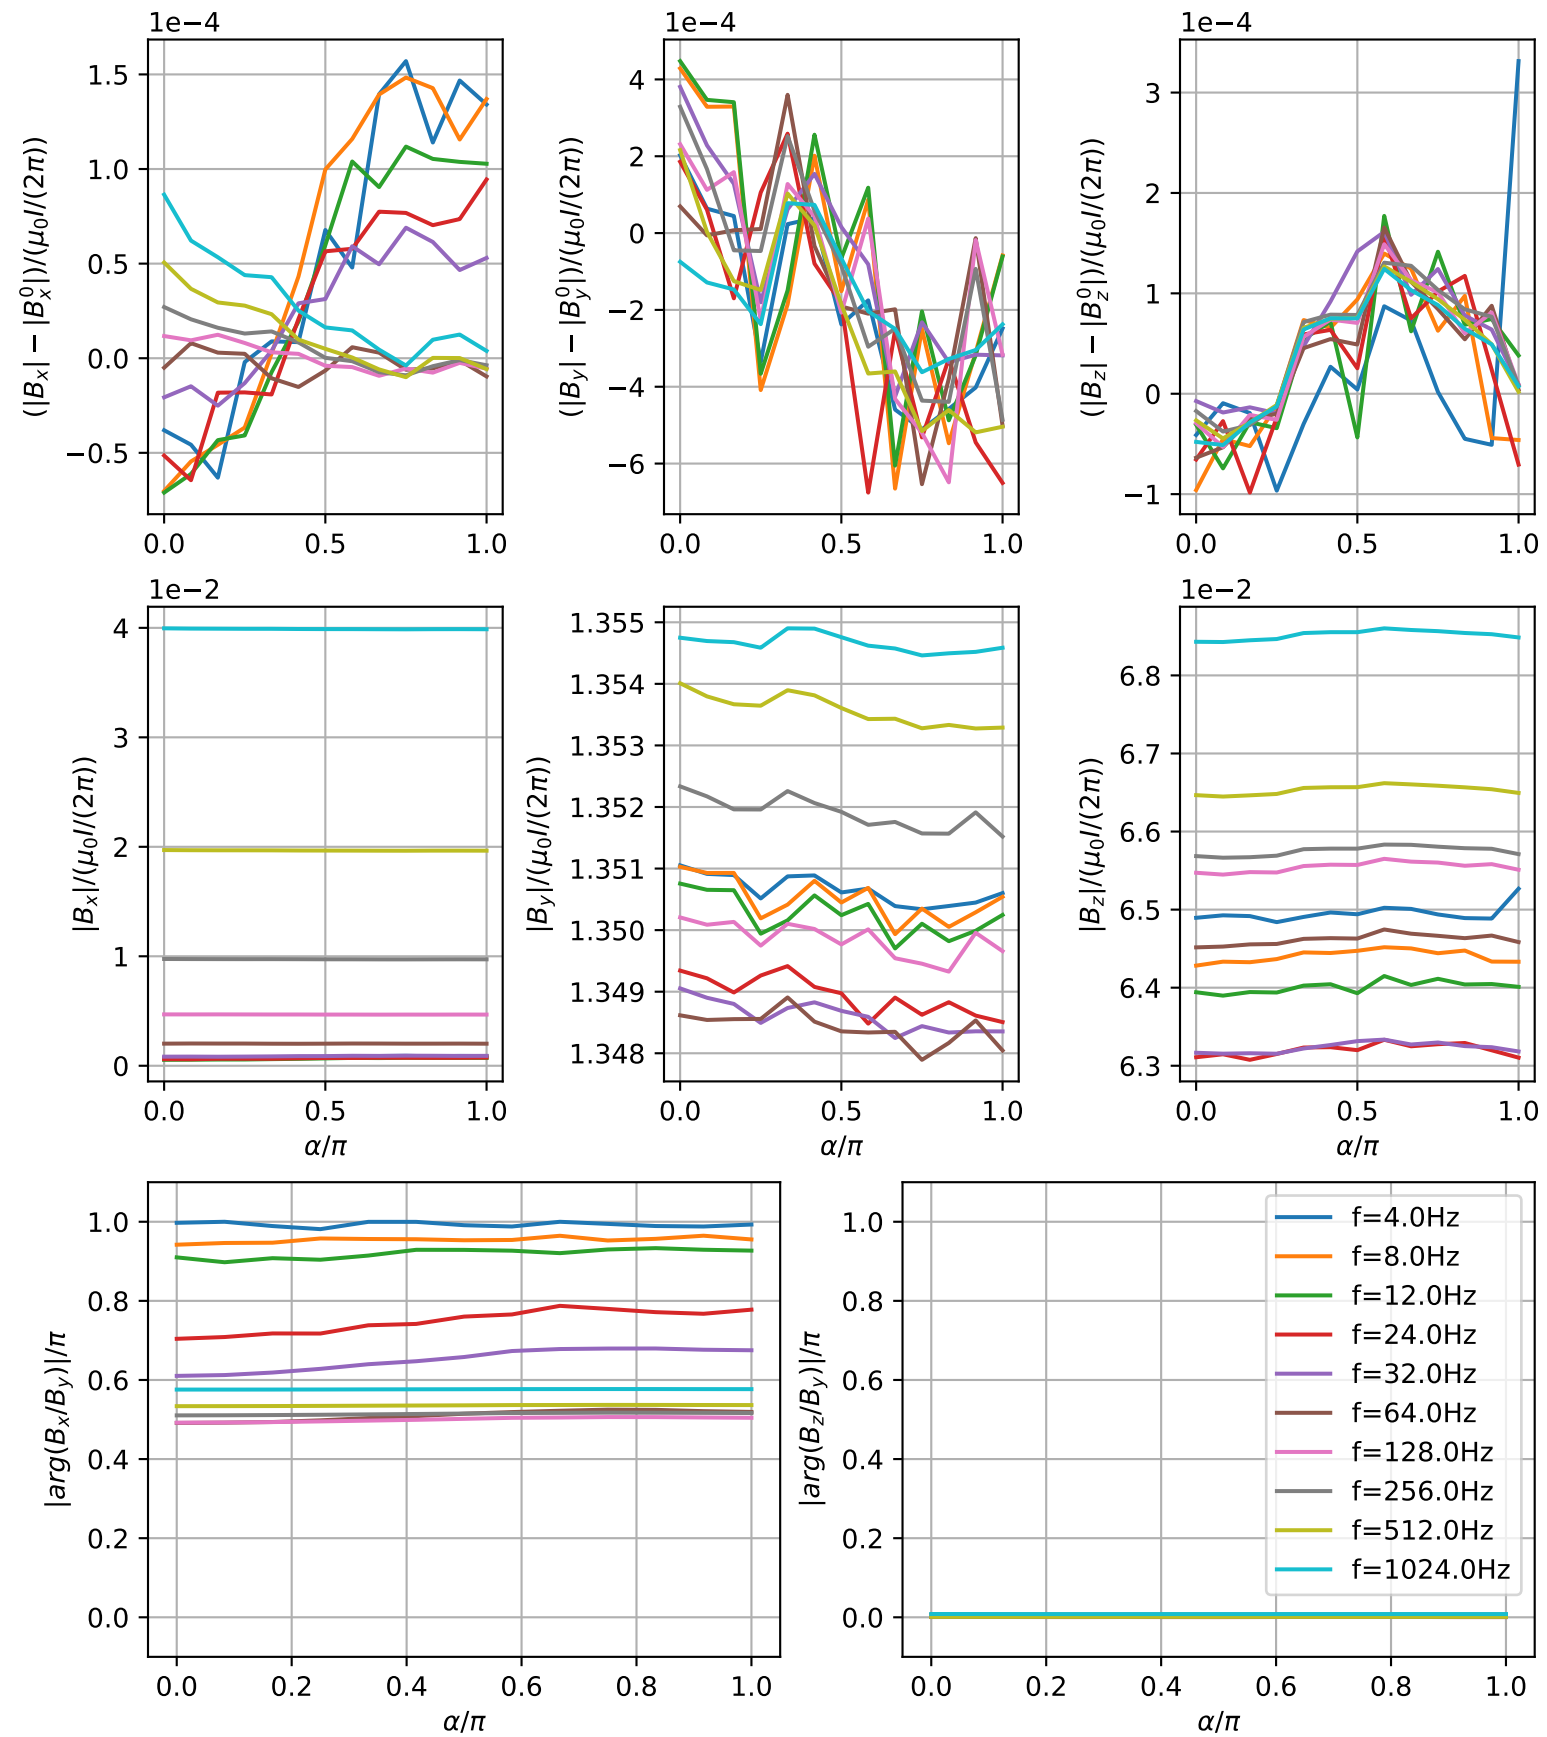 1e−4 1e−4 1e−4
(|B_x| − |B_x^0|)/(μ_0I/(2π))
1.5
1.0
0.5
0.0
−0.5
0.0 0.5 1.0
(|B_y| − |B_y^0|)/(μ_0I/(2π))
4
2
0
−2
−4
−6
0.0 0.5 1.0
(|B_z| − |B_z^0|)/(μ_0I/(2π))
3
2
1
0
−1
0.0 0.5 1.0
1e−2
|B_x|/(μ_0I/(2π))
4
3
2
1
0
0.0 0.5 1.0
α/π
|B_y|/(μ_0I/(2π))
1.355
1.354
1.353
1.352
1.351
1.350
1.349
1.348
0.0 0.5 1.0
α/π
1e−2
|B_z|/(μ_0I/(2π))
6.8
6.7
6.6
6.5
6.4
6.3
0.0 0.5 1.0
α/π
|arg(B_x/B_y)|/π
1.0
0.8
0.6
0.4
0.2
0.0
0.0 0.2 0.4 0.6 0.8 1.0
α/π
|arg(B_z/B_y)|/π
1.0
0.8
0.6
0.4
0.2
0.0
0.0 0.2 0.4 0.6 0.8 1.0
α/π
f=4.0Hz
f=8.0Hz
f=12.0Hz
f=24.0Hz
f=32.0Hz
f=64.0Hz
f=128.0Hz
f=256.0Hz
f=512.0Hz
f=1024.0Hz